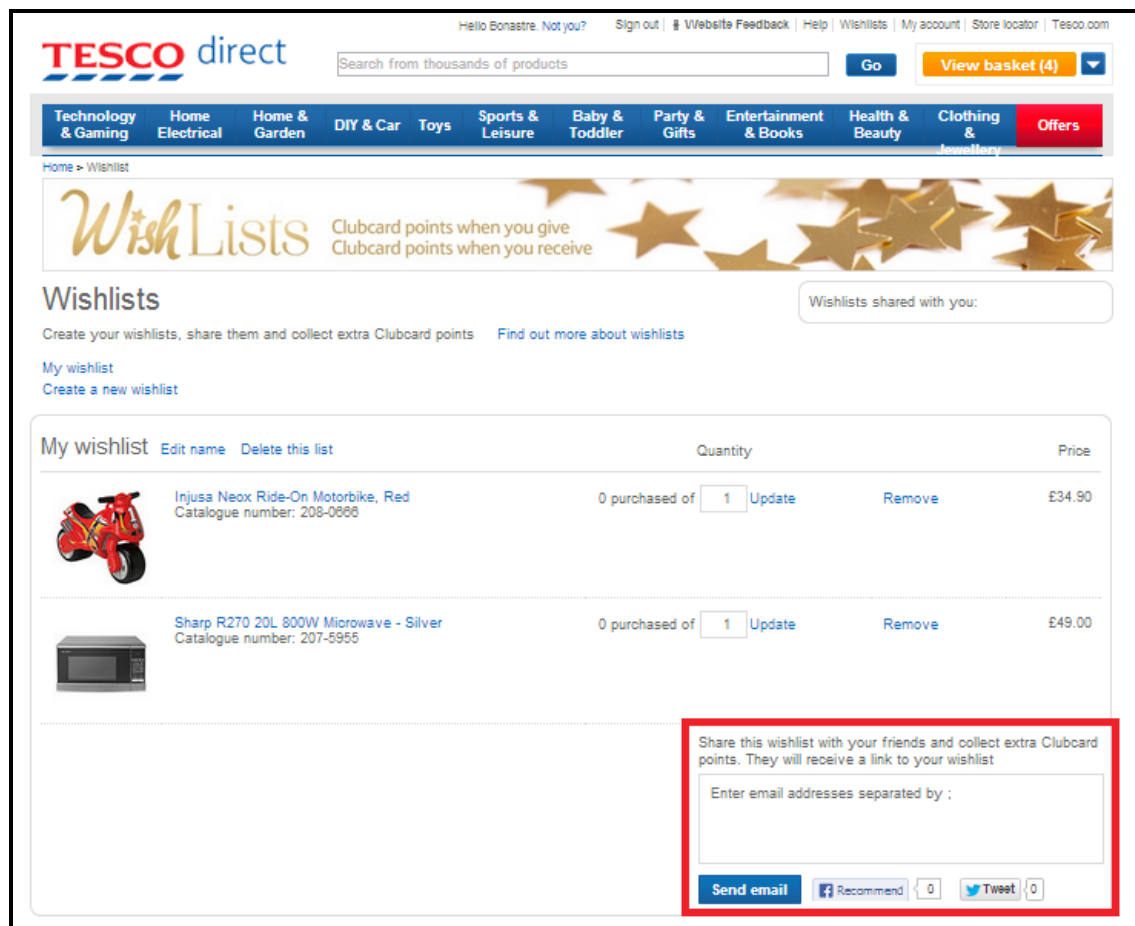 Hello Bonastre. Not you? Sign out | Website Feedback | Help | Wishlists | My account | Store locator | Tesco.com
TESCO direct
Search from thousands of products
Go
View basket (4)
Technology & Gaming
Home Electrical
Home & Garden
DIY & Car
Toys
Sports & Leisure
Baby & Toddler
Party & Gifts
Entertainment & Books
Health & Beauty
Clothing & Jewellery
Offers
Home > Wishlist
WishLists
Clubcard points when you give
Clubcard points when you receive
Wishlists
Wishlists shared with you:
Create your wishlists, share them and collect extra Clubcard points Find out more about wishlists
My wishlist
Create a new wishlist
My wishlist Edit name Delete this list Quantity Price
Injusa Neox Ride-On Motorbike, Red 0 purchased of 1 Update Remove £34.90
Catalogue number: 208-0666
Sharp R270 20L 800W Microwave - Silver 0 purchased of 1 Update Remove £49.00
Catalogue number: 207-5955
Share this wishlist with your friends and collect extra Clubcard
points. They will receive a link to your wishlist
Enter email addresses separated by ;
Send email Recommend 0 Tweet 0